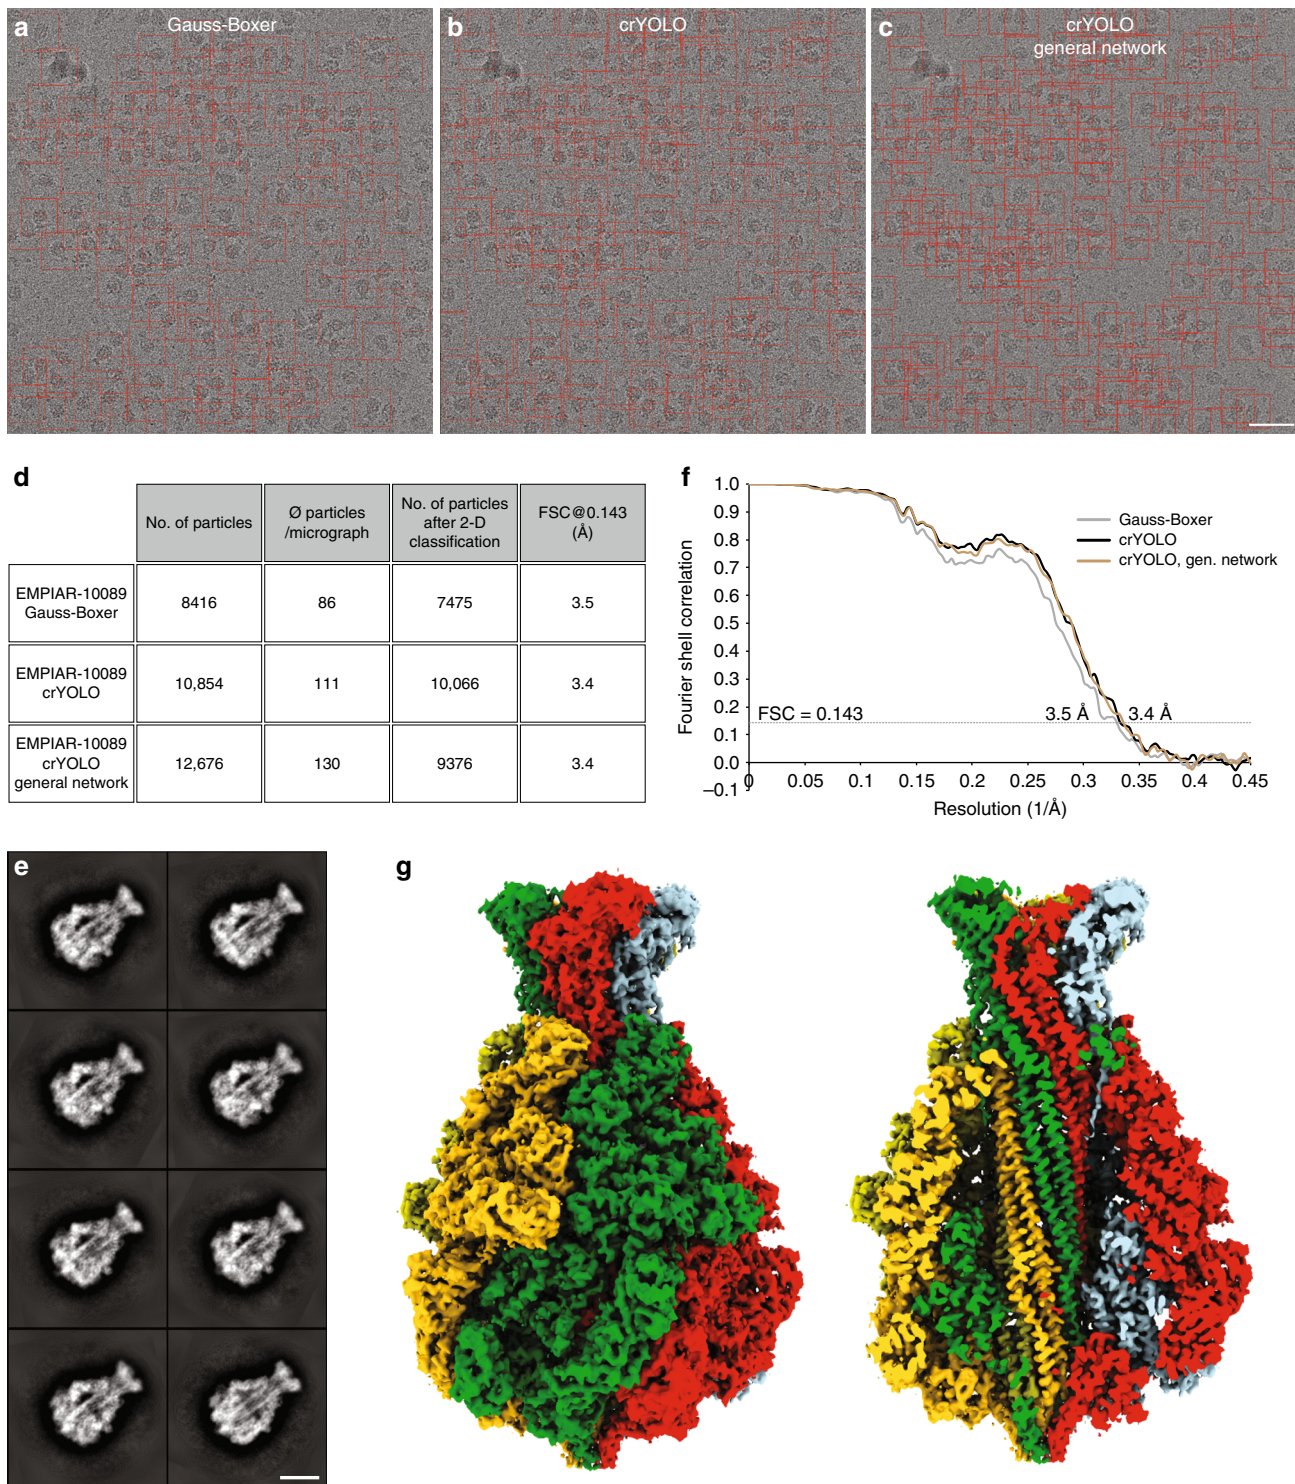 a
Gauss-Boxer
b
crYOLO
c
crYOLO
general network
d
No. of particles
Ø particles
/micrograph
No. of particles
after 2-D
classification
FSC@0.143
(Å)
EMPIAR-10089
Gauss-Boxer
8416
86
7475
3.5
EMPIAR-10089
crYOLO
10,854
111
10,066
3.4
EMPIAR-10089
crYOLO
general network
12,676
130
9376
3.4
f
Fourier shell correlation
1.0
0.9
0.8
0.7
0.6
0.5
0.4
0.3
0.2
0.1
0.0
–0.1
Gauss-Boxer
crYOLO
crYOLO, gen. network
FSC = 0.143
3.5 Å
3.4 Å
0
0.05
0.1
0.15
0.2
0.25
0.3
0.35
0.4
0.45
Resolution (1/Å)
e
g